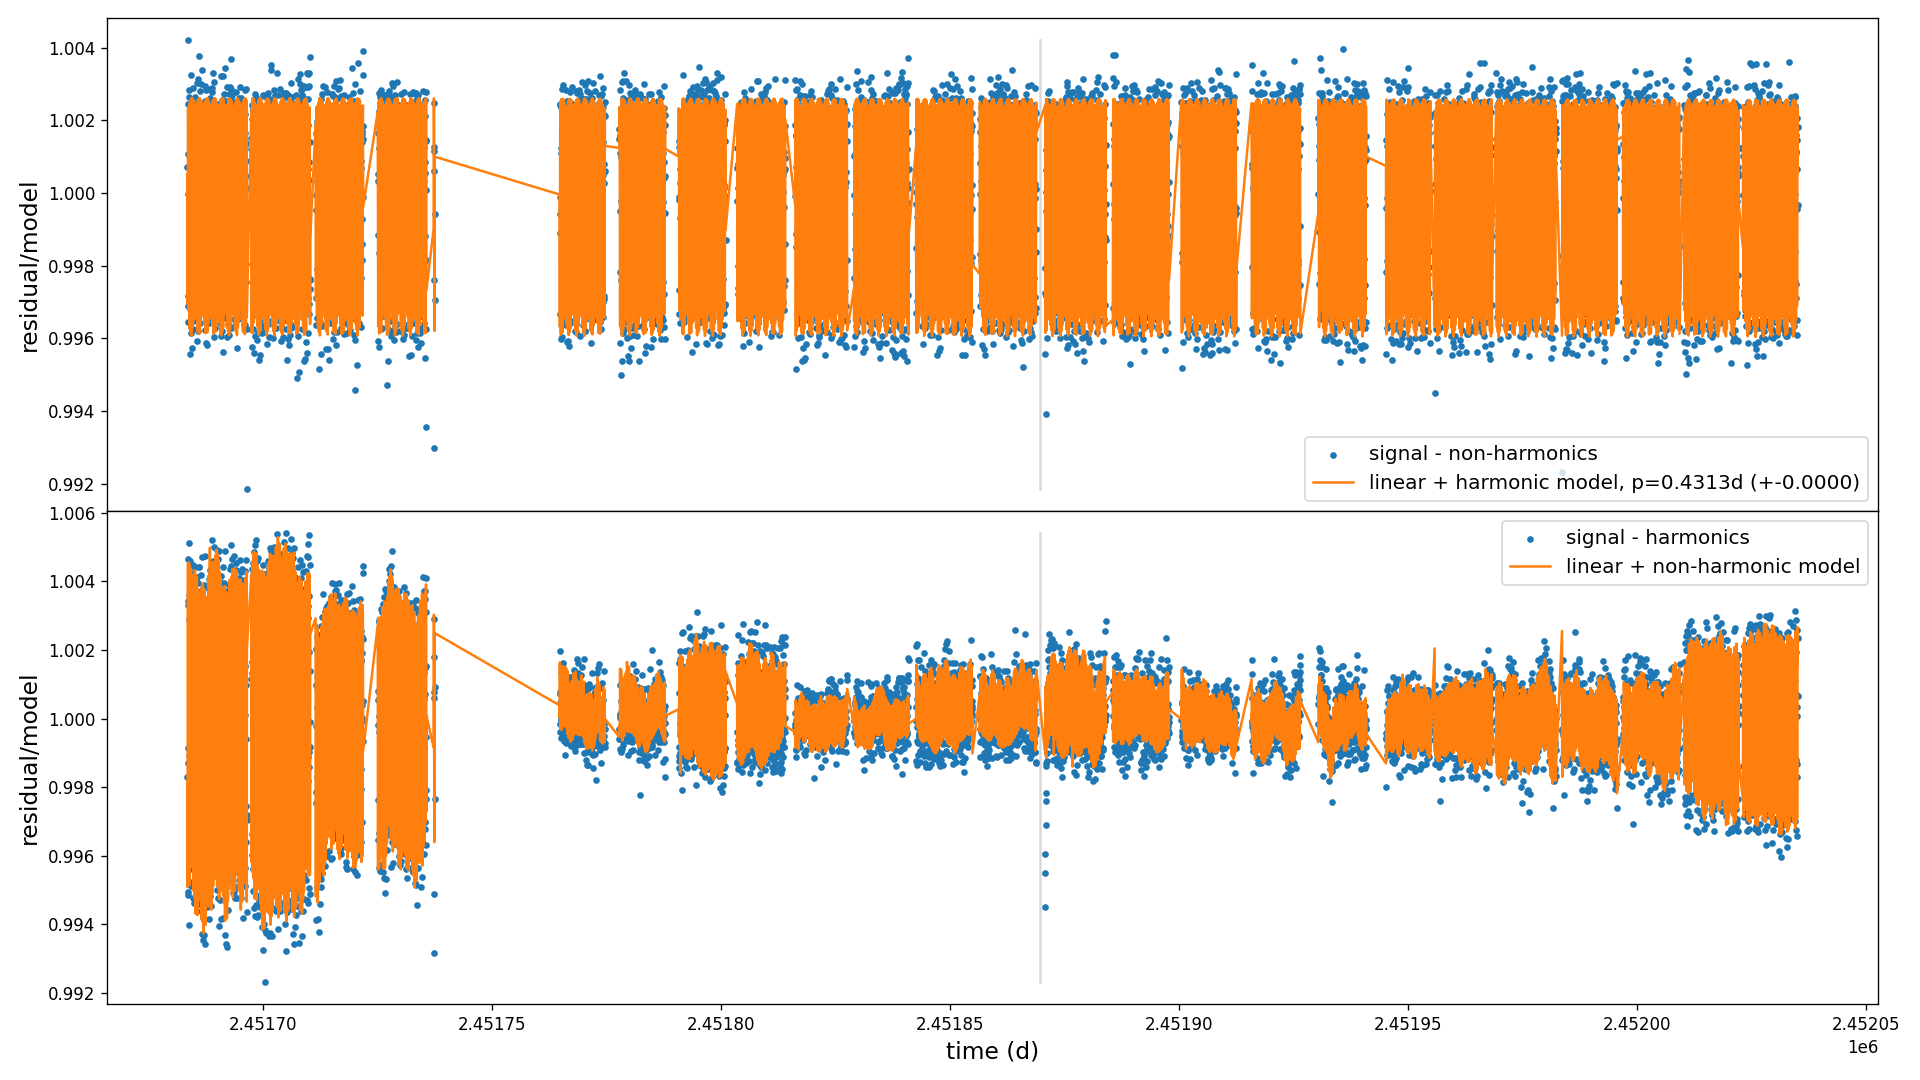 1.004
1.002
1.000
0.998
0.996
0.994
0.992
residual/model
signal - non-harmonics
linear + harmonic model, p=0.4313d (+-0.0000)
1.006
1.004
1.002
1.000
0.998
0.996
0.994
0.992
residual/model
signal - harmonics
linear + non-harmonic model
2.45170 2.45175 2.45180 2.45185 2.45190 2.45195 2.45200 2.45205
time (d)
1e6